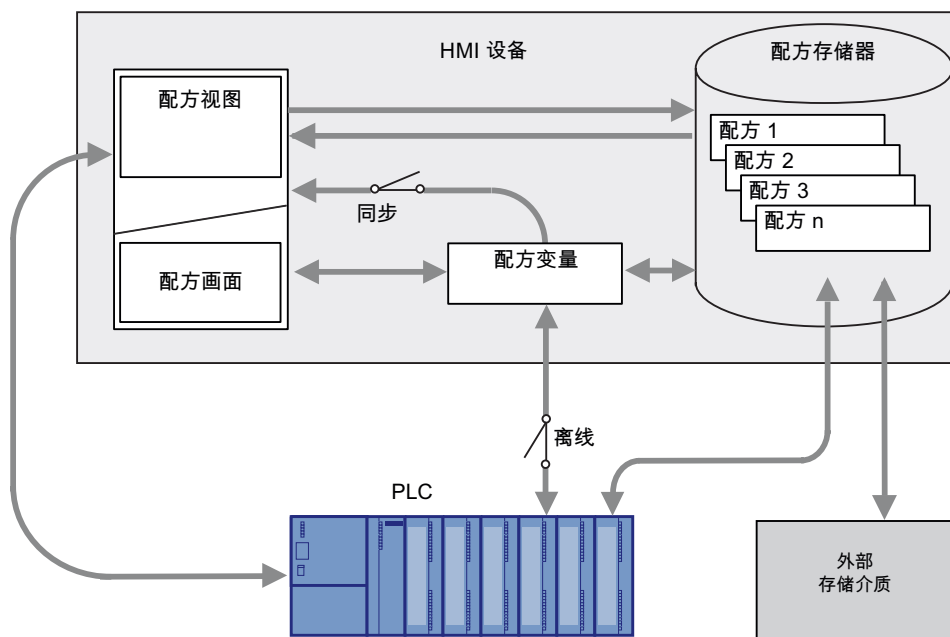 HMI 设备
配方存储器
配方视图
配方 1
配方 2
配方 3
配方 n
同步
配方变量
配方画面
离线
PLC
外部
存储介质